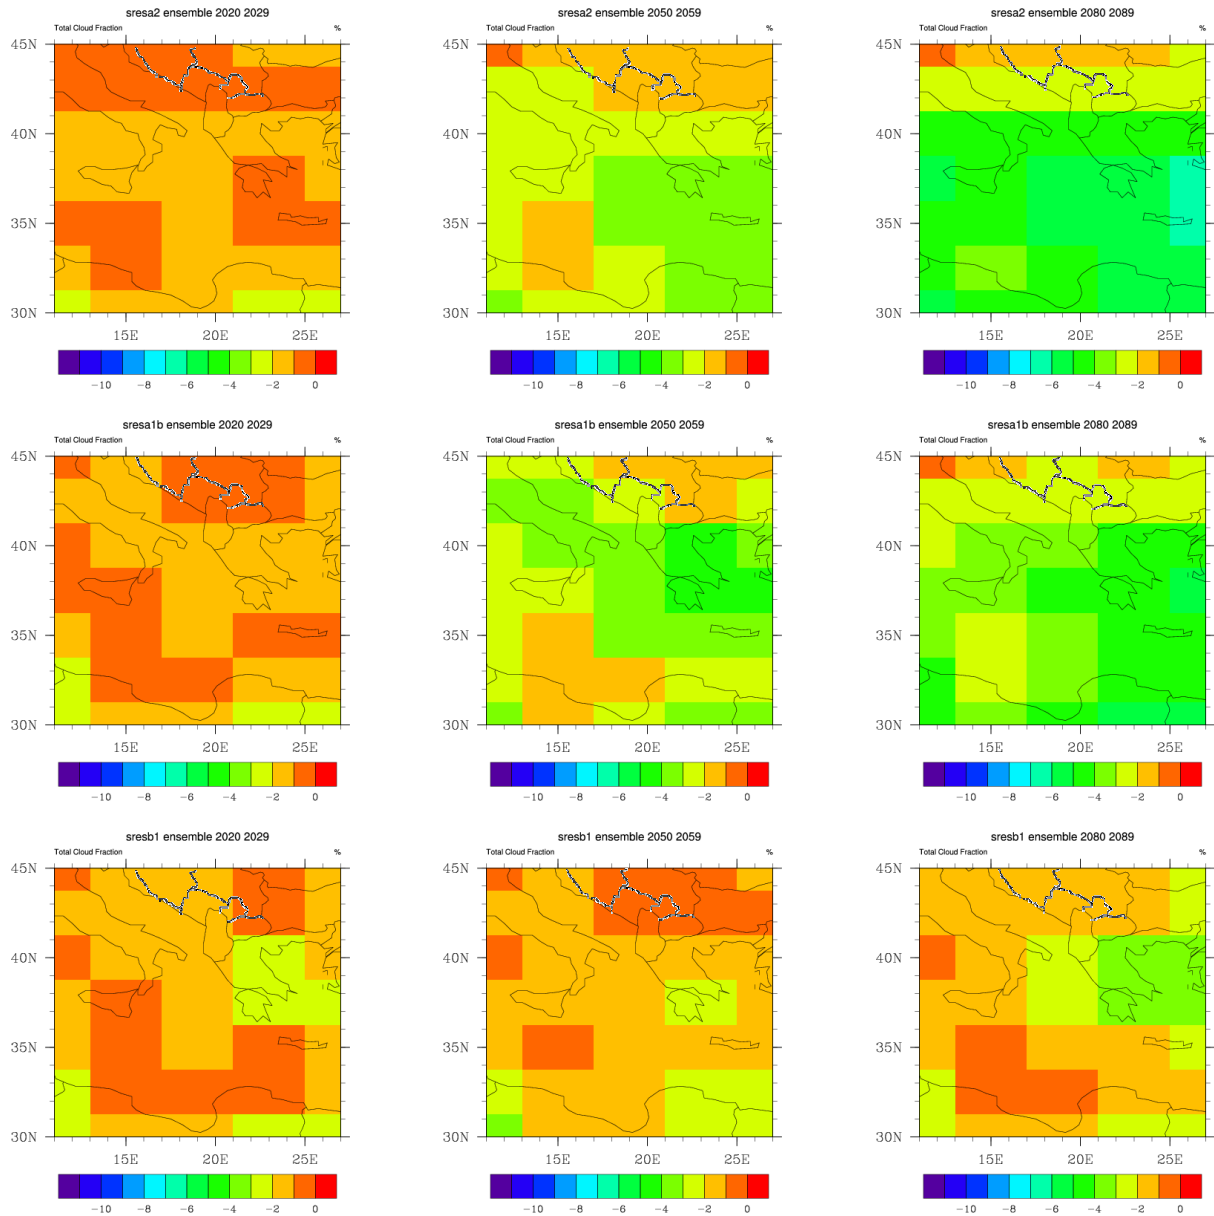 sresa2 ensemble 2020 2029
Total Cloud Fraction %
45N
40N
35N
30N
15E 20E 25E
−10 −8 −6 −4 −2 0
sresa2 ensemble 2050 2059
Total Cloud Fraction %
45N
40N
35N
30N
15E 20E 25E
−10 −8 −6 −4 −2 0
sresa2 ensemble 2080 2089
Total Cloud Fraction %
45N
40N
35N
30N
15E 20E 25E
−10 −8 −6 −4 −2 0
sresa1b ensemble 2020 2029
Total Cloud Fraction %
45N
40N
35N
30N
15E 20E 25E
−10 −8 −6 −4 −2 0
sresa1b ensemble 2050 2059
Total Cloud Fraction %
45N
40N
35N
30N
15E 20E 25E
−10 −8 −6 −4 −2 0
sresa1b ensemble 2080 2089
Total Cloud Fraction %
45N
40N
35N
30N
15E 20E 25E
−10 −8 −6 −4 −2 0
sresb1 ensemble 2020 2029
Total Cloud Fraction %
45N
40N
35N
30N
15E 20E 25E
−10 −8 −6 −4 −2 0
sresb1 ensemble 2050 2059
Total Cloud Fraction %
45N
40N
35N
30N
15E 20E 25E
−10 −8 −6 −4 −2 0
sresb1 ensemble 2080 2089
Total Cloud Fraction %
45N
40N
35N
30N
15E 20E 25E
−10 −8 −6 −4 −2 0